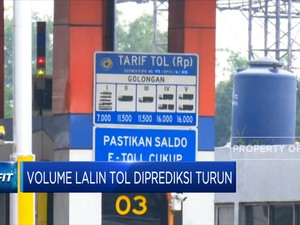 TARIF TOL (Rp)
GOLONGAN
I II III IV V
7.000 11.500 11.500 16.000 16.000
PASTIKAN SALDO
E-TOLL CUKUP
PROPERTY O
03
FIT VOLUME LALIN TOL DIPREDIKSI TURUN